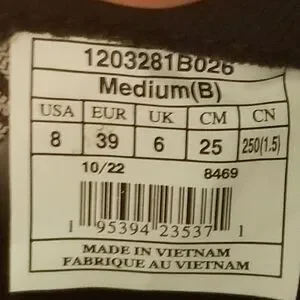 1203281B026
Medium(B)
USA EUR UK CM CN
8 39 6 25 250(1.5)
10/22 8469
1 95394 23537 1
MADE IN VIETNAM
FABRIQUE AU VIETNAM